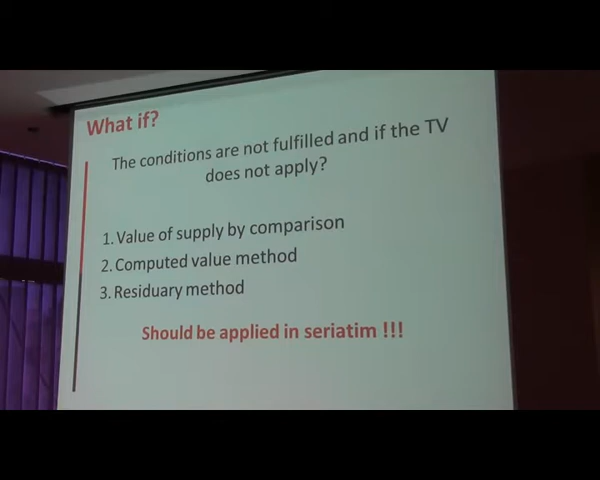 What if?
The conditions are not fulfilled and if the TV
does not apply?
1. Value of supply by comparison
2. Computed value method
3. Residuary method
Should be applied in seriatim !!!